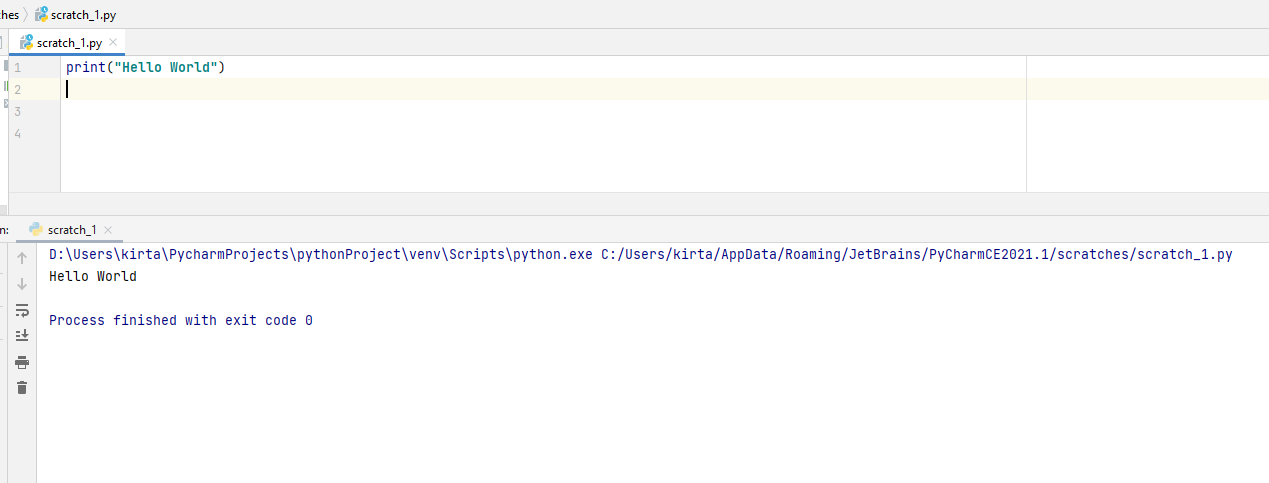 hes scratch_1.py
scratch_1.py
1 print("Hello World")
2
3
4
n: scratch_1
D:\Users\kirta\PycharmProjects\pythonProject\venv\Scripts\python.exe C:/Users/kirta/AppData/Roaming/JetBrains/PyCharmCE2021.1/scratches/scratch_1.py
Hello World
Process finished with exit code 0